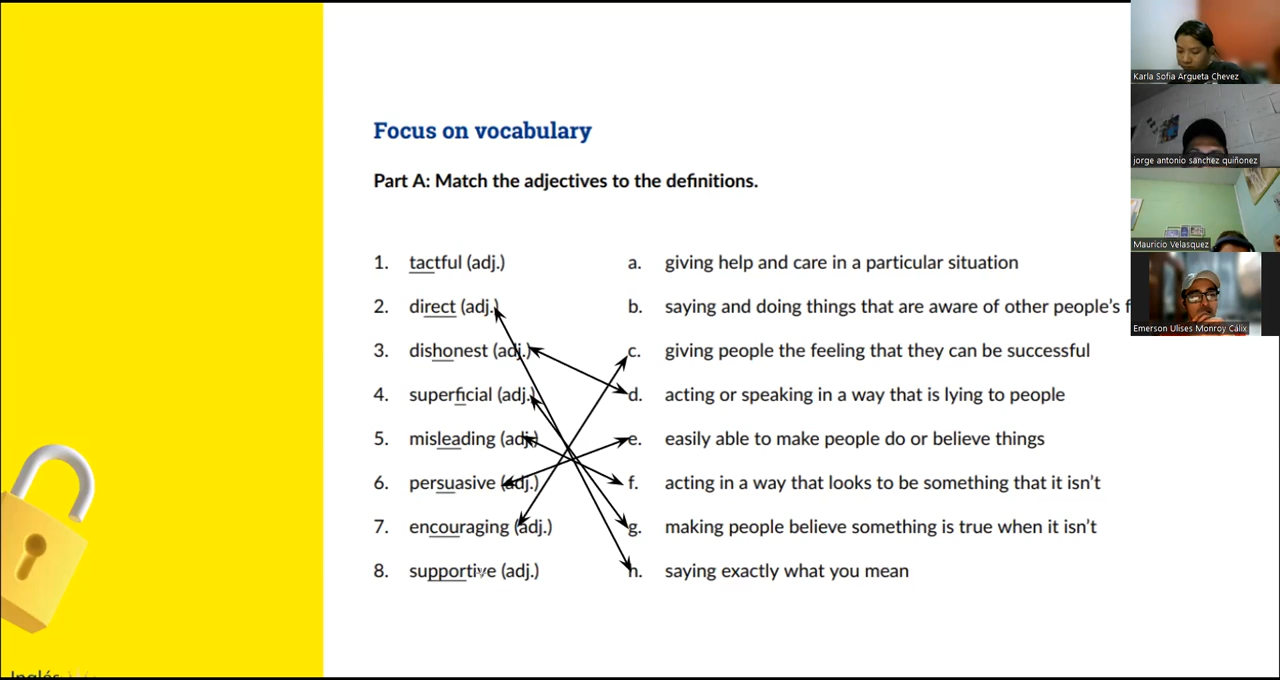 Focus on vocabulary
Part A: Match the adjectives to the definitions.
1. tactful (adj.)
2. direct (adj.)
3. dishonest (adj.)
4. superficial (adj.)
5. misleading (adj.)
6. persuasive (adj.)
7. encouraging (adj.)
8. supportive (adj.)
a. giving help and care in a particular situation
b. saying and doing things that are aware of other people's f
c. giving people the feeling that they can be successful
d. acting or speaking in a way that is lying to people
e. easily able to make people do or believe things
f. acting in a way that looks to be something that it isn't
g. making people believe something is true when it isn't
h. saying exactly what you mean
Karla Sofia Argueta Chevez
jorge antonio sanchez quiñonez
Mauricio Velasquez
Emerson Ulises Monroy Cálix
Inglés